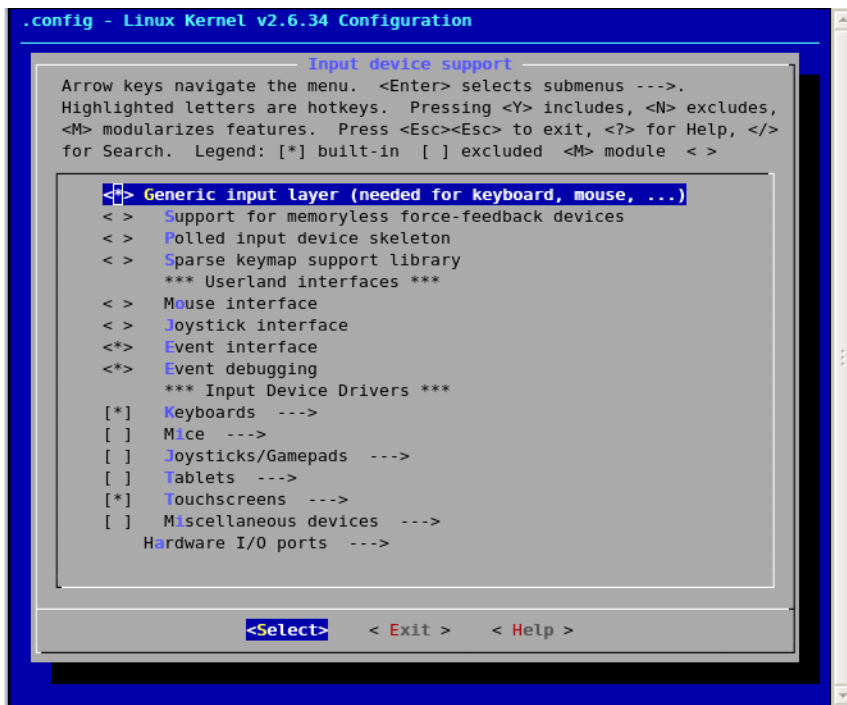 .config - Linux Kernel v2.6.34 Configuration
Input device support
Arrow keys navigate the menu.  <Enter> selects submenus --->.
Highlighted letters are hotkeys.  Pressing <Y> includes, <N> excludes,
<M> modularizes features.  Press <Esc><Esc> to exit, <?> for Help, </>
for Search.  Legend: [*] built-in  [ ] excluded  <M> module  < >
<*> Generic input layer (needed for keyboard, mouse, ...)
< >   Support for memoryless force-feedback devices
< >   Polled input device skeleton
< >   Sparse keymap support library
*** Userland interfaces ***
< >   Mouse interface
< >   Joystick interface
<*>   Event interface
<*>   Event debugging
*** Input Device Drivers ***
[*]   Keyboards  --->
[ ]   Mice  --->
[ ]   Joysticks/Gamepads  --->
[ ]   Tablets  --->
[*]   Touchscreens  --->
[ ]   Miscellaneous devices  --->
Hardware I/O ports  --->
<Select>    < Exit >    < Help >